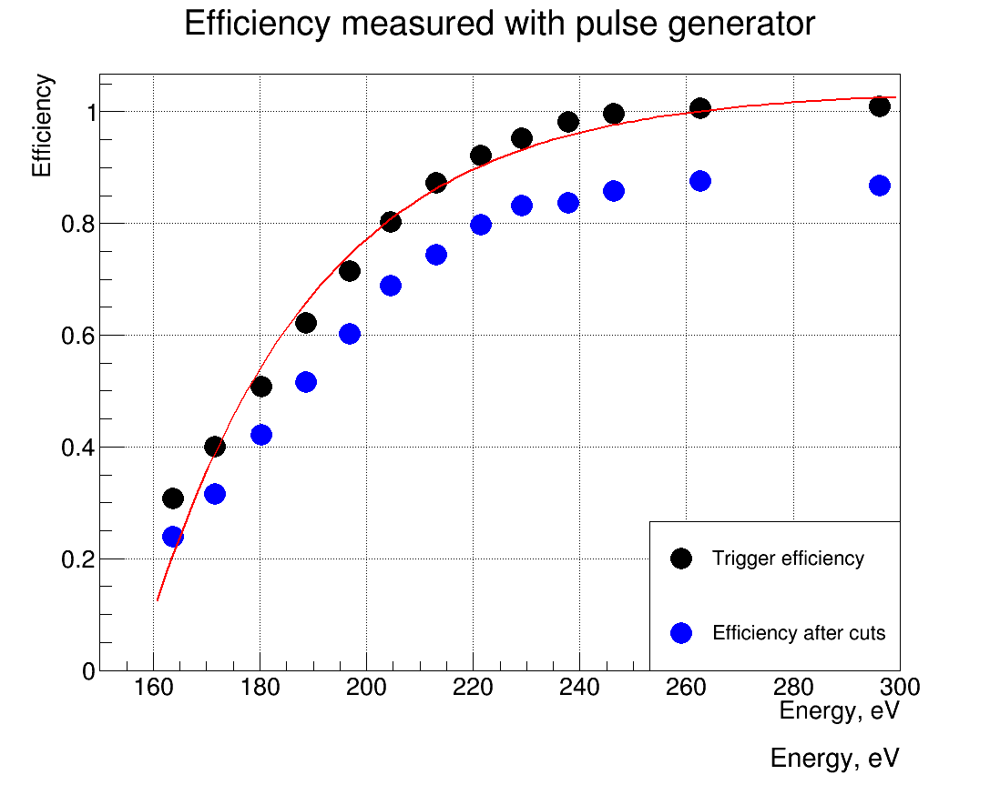 Efficiency measured with pulse generator
Efficiency
1
0.8
0.6
0.4
0.2
0
160 180 200 220 240 260 280 300
Trigger efficiency
Efficiency after cuts
Energy, eV
Energy, eV